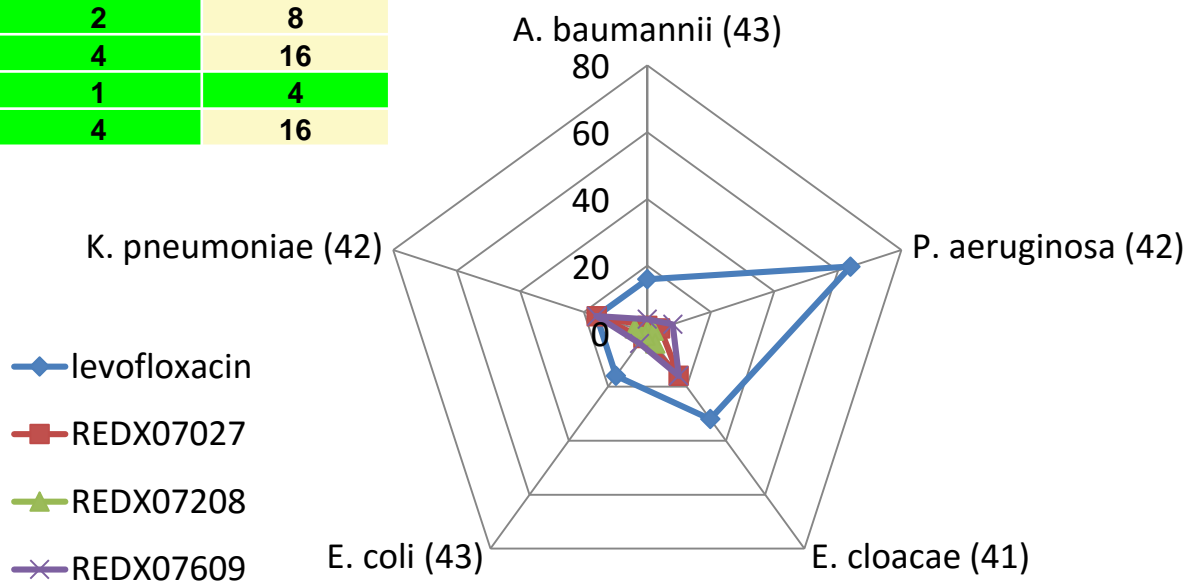 2 8
4 16
1 4
4 16
A. baumannii (43)
80
60
40
20
0
P. aeruginosa (42)
E. cloacae (41)
E. coli (43)
K. pneumoniae (42)
levofloxacin
REDX07027
REDX07208
REDX07609